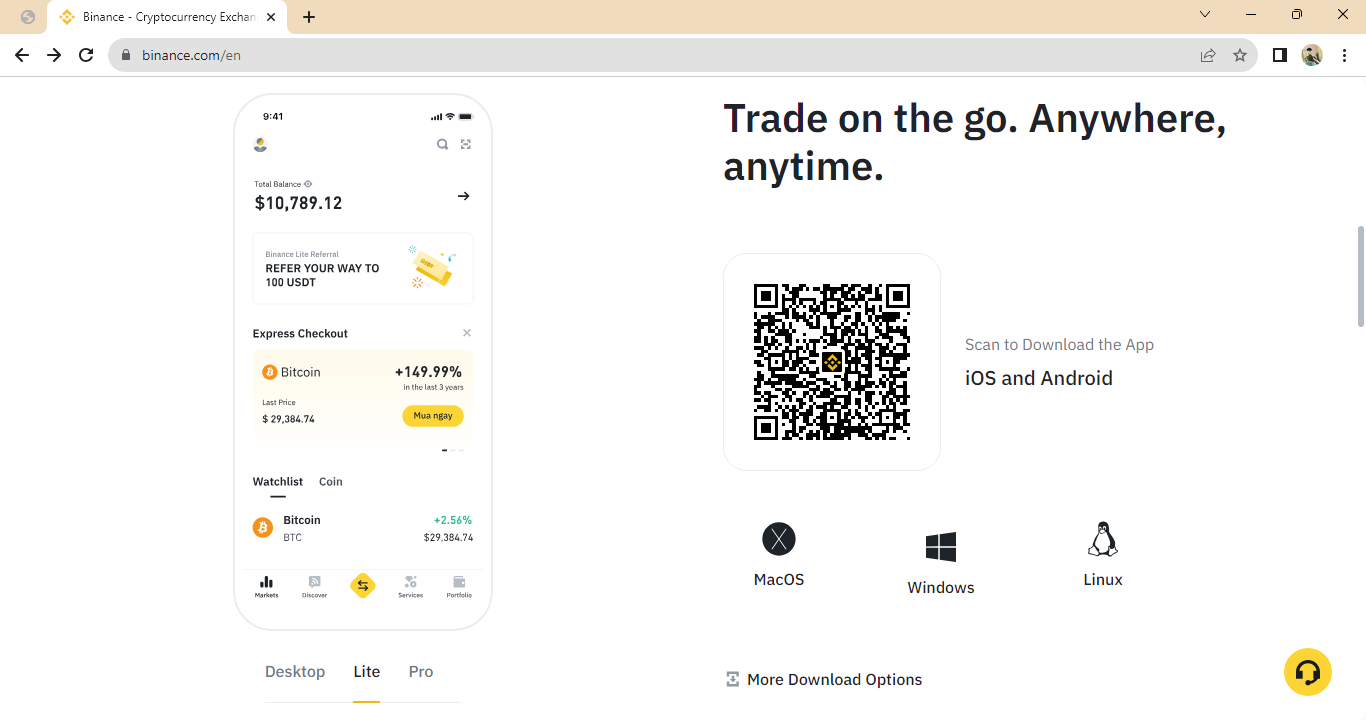 Binance - Cryptocurrency Exchan
binance.com/en
9:41
Total Balance
$10,789.12
Binance Lite Referral
REFER YOUR WAY TO
100 USDT
Express Checkout
Bitcoin
+149.99%
in the last 3 years
Last Price
$ 29,384.74
Mua ngay
Watchlist Coin
Bitcoin
+2.56%
BTC
$29,384.74
Markets Discover Services Portfolio
Desktop Lite Pro
Trade on the go. Anywhere,
anytime.
Scan to Download the App
iOS and Android
MacOS Windows Linux
More Download Options